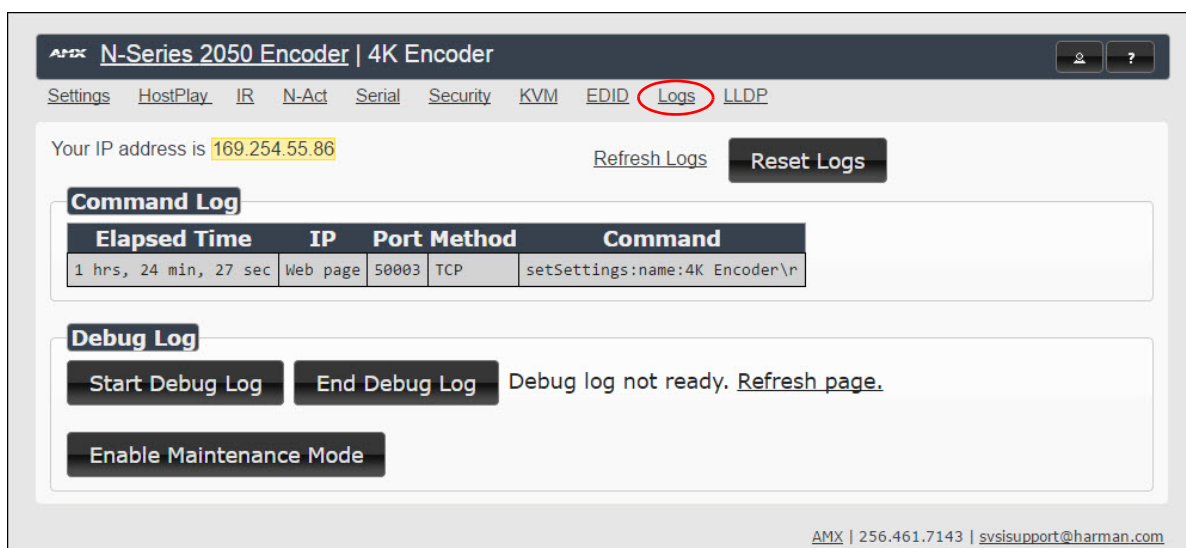 AMX N-Series 2050 Encoder | 4K Encoder ?
Settings HostPlay IR N-Act Serial Security KVM EDID Logs LLDP
Your IP address is 169.254.55.86 Refresh Logs Reset Logs
Command Log
Elapsed Time IP Port Method Command
1 hrs, 24 min, 27 sec Web page 50003 TCP setSettings:name:4K Encoder\r
Debug Log
Start Debug Log End Debug Log Debug log not ready. Refresh page.
Enable Maintenance Mode
AMX | 256.461.7143 | svsisupport@harman.com